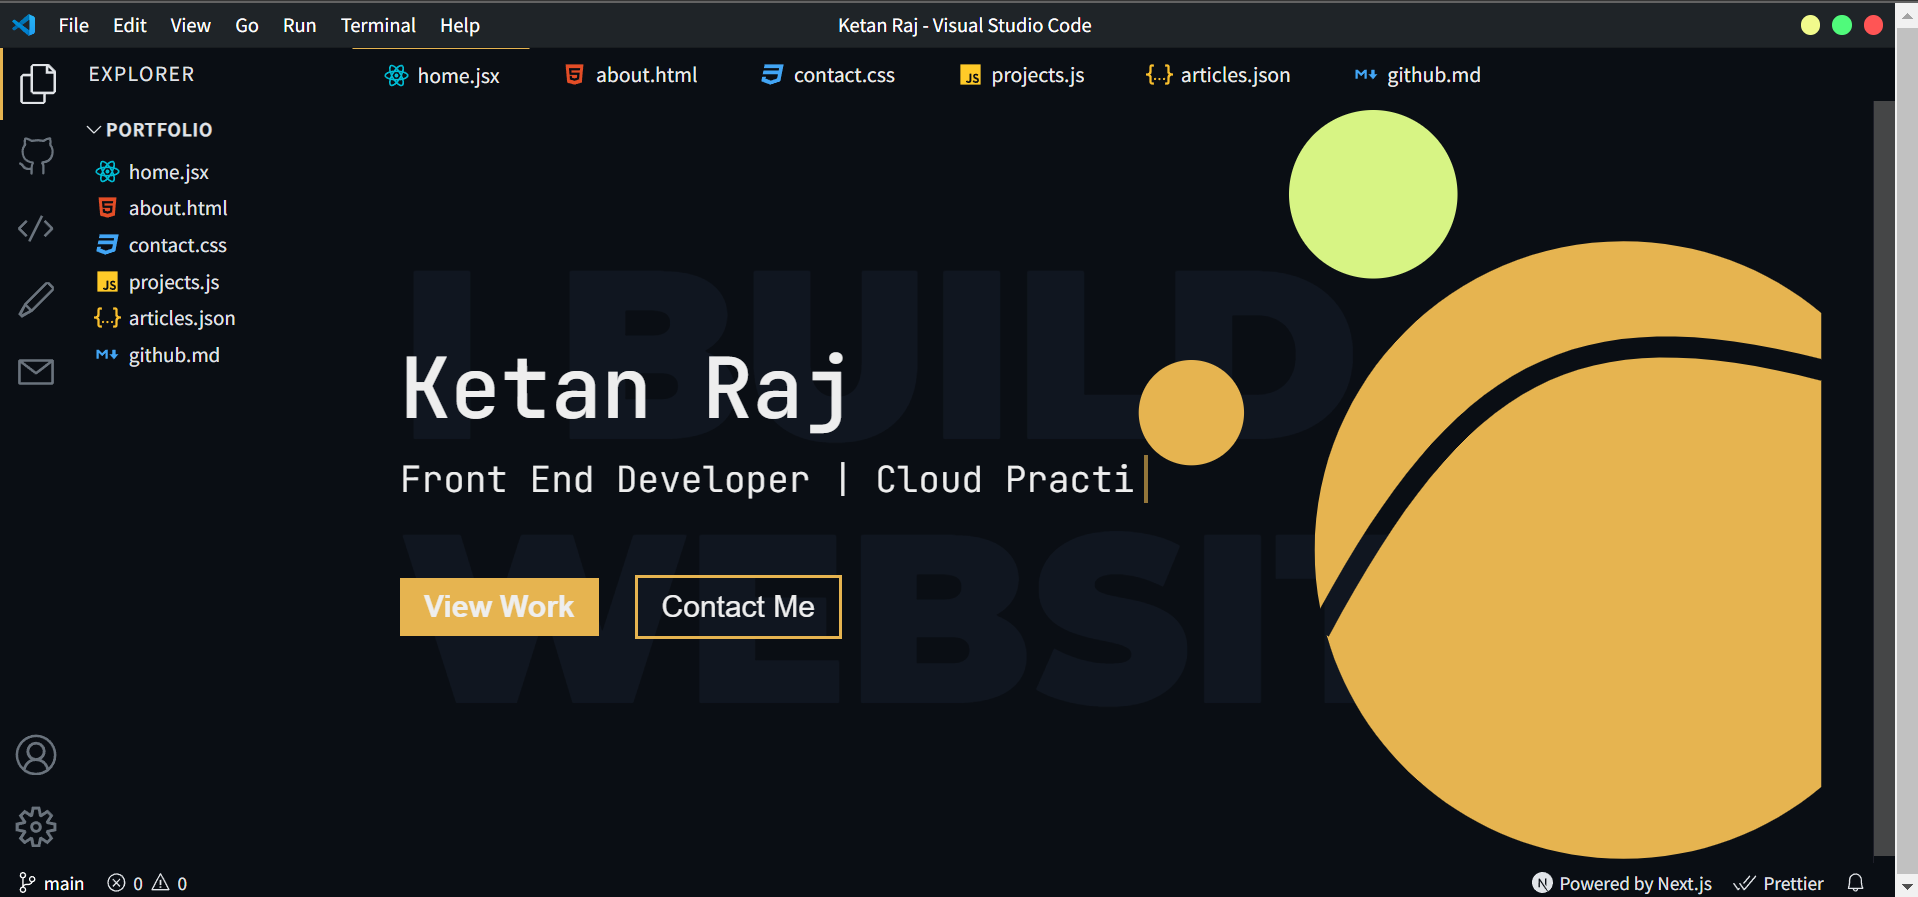 File Edit View Go Run Terminal Help
Ketan Raj - Visual Studio Code
EXPLORER
PORTFOLIO
home.jsx
about.html
contact.css
projects.js
articles.json
github.md
home.jsx about.html contact.css projects.js articles.json github.md
I BUILD
WEBSIT
Ketan Raj
Front End Developer | Cloud Practi
View Work
Contact Me
main 0 0
Powered by Next.js Prettier